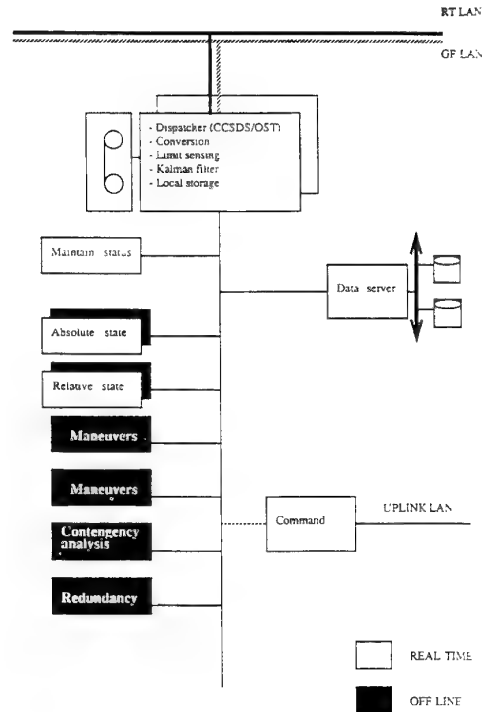 RT LAN
GF LAN
- Dispatcher (CCSDS/OST)
- Conversion
- Limit sensing
- Kalman filter
- Local storage
Maintain status
Data server
Absolute state
Relative state
Maneuvers
Maneuvers
Command
UPLINK LAN
Contengency
analysis
Redundancy
REAL TIME
OFF LINE